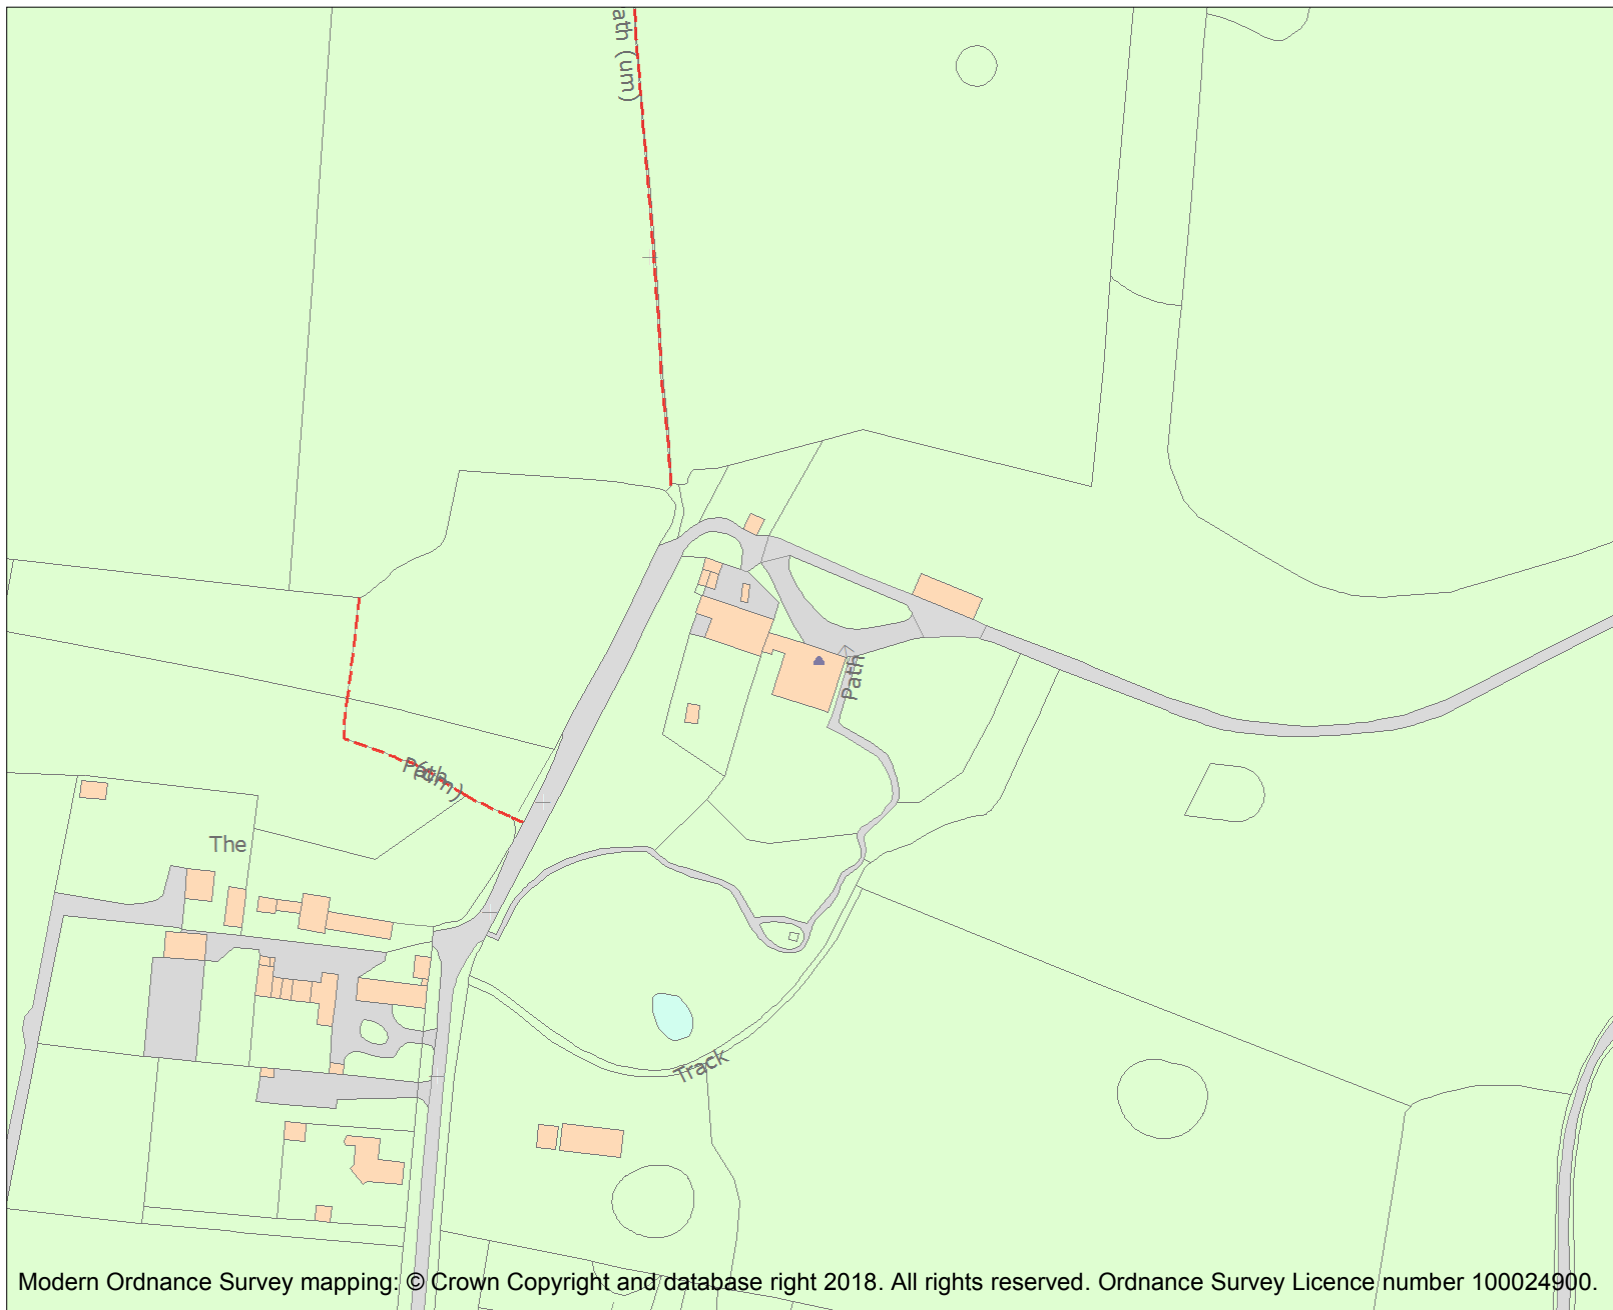 ath (um)
Path
Path
(um)
The
Track
Modern Ordnance Survey mapping: © Crown Copyright and database right 2018. All rights reserved. Ordnance Survey Licence number 100024900.